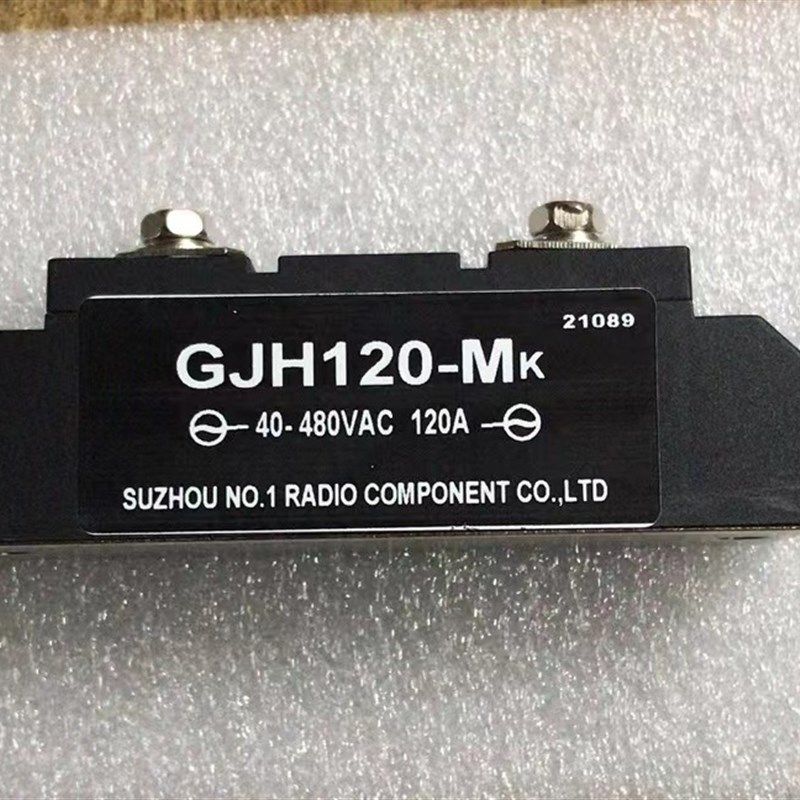 21089
GJH120-MK
40-480VAC 120A
SUZHOU NO.1 RADIO COMPONENT CO.,LTD